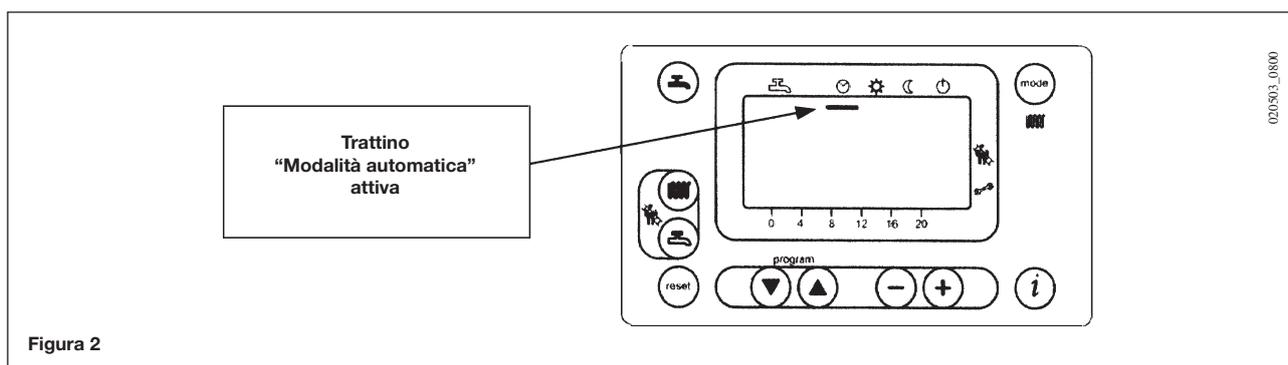 Trattino
“Modalità automatica”
attiva
mode
0 4 8 12 16 20
program
reset
i
Figura 2
020503_0800